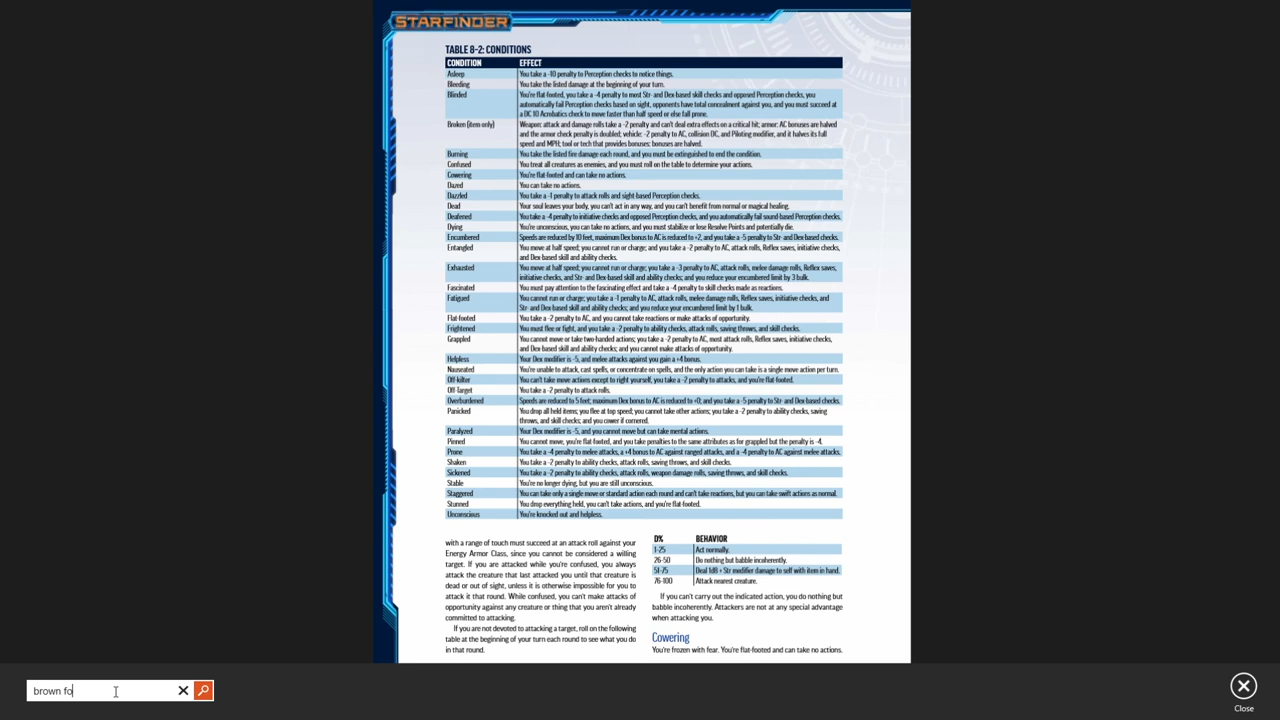 STARFINDER
TABLE 8-2: CONDITIONS
CONDITION EFFECT
Asleep You take a -10 penalty to Perception checks to notice things.
Bleeding You take the listed damage at the beginning of your turn.
Blinded You're flat-footed, you take a -4 penalty to most Str- and Dex-based skill checks and opposed Perception checks, you
automatically fail Perception checks based on sight, opponents have total concealment against you, and you must succeed at
a DC 10 Acrobatics check to move faster than half speed or else fall prone.
Broken (item only) Weapon: attack and damage rolls take a -2 penalty and can't deal extra effects on a critical hit; armor: AC bonuses are halved
and the armor check penalty is doubled; vehicle: -2 penalty to AC, collision DC, and Piloting modifier, and it halves its full
speed and MPH; tool or tech that provides bonuses: bonuses are halved.
Burning You take the listed fire damage each round, and you must be extinguished to end the condition.
Confused You treat all creatures as enemies, and you must roll on the table to determine your actions.
Cowering You're flat-footed and can take no actions.
Dazed You can take no actions.
Dazzled You take a -1 penalty to attack rolls and sight-based Perception checks.
Dead Your soul leaves your body, you can't act in any way, and you can't benefit from normal or magical healing.
Deafened You take a -4 penalty to initiative checks and opposed Perception checks, and you automatically fail sound-based Perception checks.
Dying You're unconscious, you can take no actions, and you must stabilize or lose Resolve Points and potentially die.
Encumbered Speeds are reduced by 10 feet, maximum Dex bonus to AC is reduced to +2, and you take a -5 penalty to Str- and Dex-based checks.
Entangled You move at half speed; you cannot run or charge; and you take a -2 penalty to AC, attack rolls, Reflex saves, initiative checks,
and Dex-based skill and ability checks.
Exhausted You move at half speed; you cannot run or charge; you take a -3 penalty to AC, attack rolls, melee damage rolls, Reflex saves,
initiative checks, and Str- and Dex-based skill and ability checks; and you reduce your encumbered limit by 3 bulk.
Fascinated You must pay attention to the fascinating effect and take a -4 penalty to skill checks made as reactions.
Fatigued You cannot run or charge; you take a -1 penalty to AC, attack rolls, melee damage rolls, Reflex saves, initiative checks, and
Str- and Dex-based skill and ability checks; and you reduce your encumbered limit by 1 bulk.
Flat-footed You take a -2 penalty to AC, and you cannot take reactions or make attacks of opportunity.
Frightened You must flee or fight, and you take a -2 penalty to ability checks, attack rolls, saving throws, and skill checks.
Grappled You cannot move or take two-handed actions; you take a -2 penalty to AC, most attack rolls, Reflex saves, initiative checks,
and Dex-based skill and ability checks; and you cannot make attacks of opportunity.
Helpless Your Dex modifier is -5, and melee attacks against you gain a +4 bonus.
Nauseated You're unable to attack, cast spells, or concentrate on spells, and the only action you can take is a single move action per turn.
Off-kilter You can't take move actions except to right yourself, you take a -2 penalty to attacks, and you're flat-footed.
Off-Target You take a -2 penalty to attack rolls.
Overburdened Speeds are reduced to 5 feet; maximum Dex bonus to AC is reduced to +0; and you take a -5 penalty to Str- and Dex-based checks.
Panicked You drop all held items; you flee at top speed; you cannot take other actions; you take a -2 penalty to ability checks, saving
throws, and skill checks; and you cower if cornered.
Paralyzed Your Dex modifier is -5, and you cannot move but can take mental actions.
Pinned You cannot move, you're flat-footed, and you take penalties to the same attributes as for grappled but the penalty is -4.
Prone You take a -4 penalty to melee attacks, a +4 bonus to AC against ranged attacks, and a -4 penalty to AC against melee attacks.
Shaken You take a -2 penalty to ability checks, attack rolls, saving throws, and skill checks.
Sickened You take a -2 penalty to ability checks, attack rolls, weapon damage rolls, saving throws, and skill checks.
Stable You're no longer dying, but you are still unconscious.
Staggered You can take only a single move or standard action each round and can't take reactions, but you can take swift actions as normal.
Stunned You drop everything held, you can't take actions, and you're flat-footed.
Unconscious You're knocked out and helpless.
with a range of touch must succeed at an attack roll against your
Energy Armor Class, since you cannot be considered a willing
target. If you are attacked while you're confused, you always
attack the creature that last attacked you until that creature is
dead or out of sight, unless it is otherwise impossible for you to
attack it that round. While confused, you can't make attacks of
opportunity against any creature or thing that you aren't already
committed to attacking.
If you are not devoted to attacking a target, roll on the following
table at the beginning of your turn each round to see what you do
in that round.
D% BEHAVIOR
1-25 Act normally.
26-50 Do nothing but babble incoherently.
51-75 Deal 1d8 + Str modifier damage to self with item in hand.
76-100 Attack nearest creature.
If you can't carry out the indicated action, you do nothing but
babble incoherently. Attackers are not at any special advantage
when attacking you.
Cowering
You're frozen with fear. You're flat-footed and can take no actions.
brown fo
Close